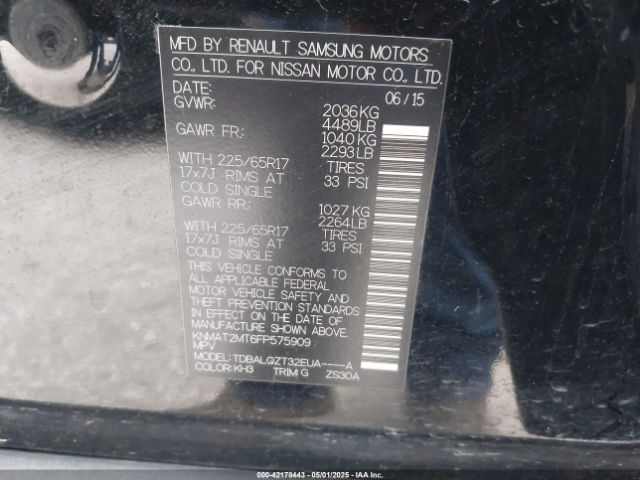 MFD BY RENAULT SAMSUNG MOTORS
CO., LTD. FOR NISSAN MOTOR CO., LTD.
DATE: 06/15
GVWR: 2036KG
4489LB
GAWR FR: 1040KG
2293LB
WITH 225/65R17 TIRES
17x7J RIMS AT 33 PSI
COLD SINGLE
GAWR RR: 1027KG
2264LB
WITH 225/65R17 TIRES
17x7J RIMS AT 33 PSI
COLD SINGLE
THIS VEHICLE CONFORMS TO
ALL APPLICABLE FEDERAL
MOTOR VEHICLE SAFETY AND
THEFT PREVENTION STANDARDS
IN EFFECT ON THE DATE OF
MANUFACTURE SHOWN ABOVE.
KNMAT2MT6FP575909
MPV
MODEL: TDBALQZT32EUA----A
COLOR:KH3 TRIM:G ZS30A
000-42178443 - 05/01/2025 - IAAI.COM